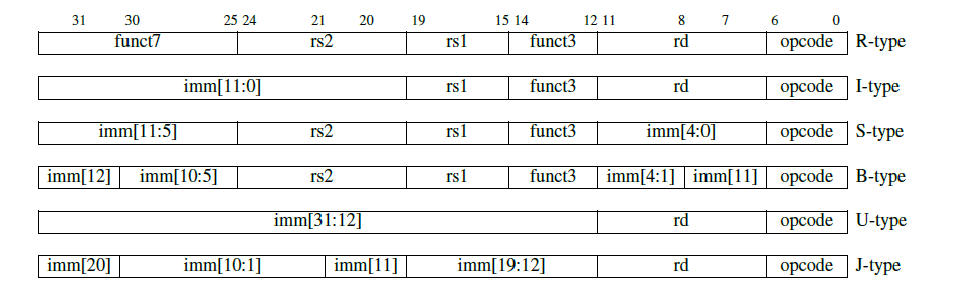 31 30 25 24 21 20 19 15 14 12 11 8 7 6 0
funct7 rs2 rs1 funct3 rd opcode R-type
imm[11:0] rs1 funct3 rd opcode I-type
imm[11:5] rs2 rs1 funct3 imm[4:0] opcode S-type
imm[12] imm[10:5] rs2 rs1 funct3 imm[4:1] imm[11] opcode B-type
imm[31:12] rd opcode U-type
imm[20] imm[10:1] imm[11] imm[19:12] rd opcode J-type